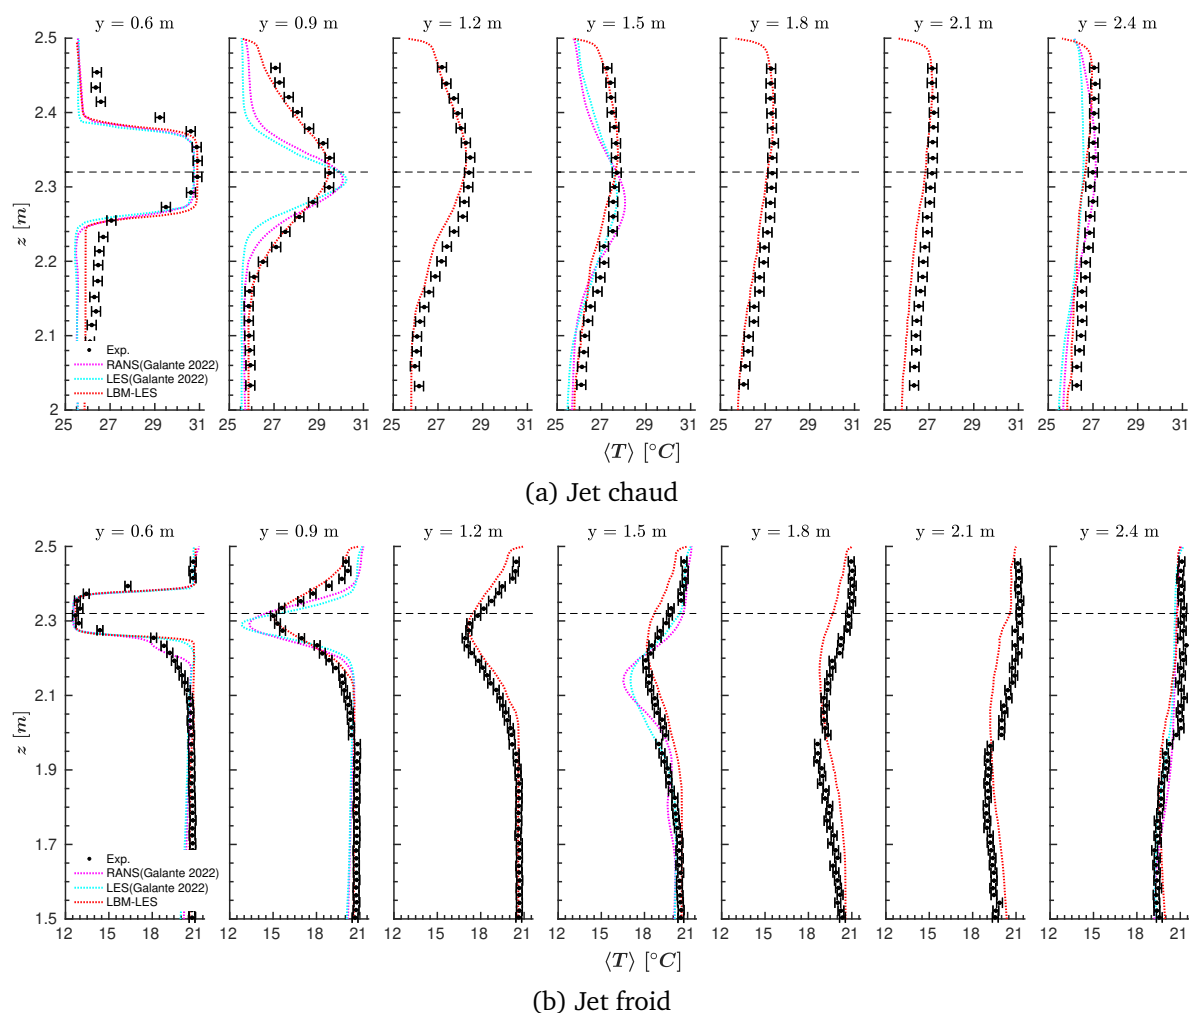 y = 0.6 m y = 0.9 m y = 1.2 m y = 1.5 m y = 1.8 m y = 2.1 m y = 2.4 m
2.5
2.4
2.3
z [m]
2.2
2.1
Exp.
RANS(Galante 2022)
LES(Galante 2022)
LBM-LES
2
25 27 29 31 25 27 29 31 25 27 29 31 25 27 29 31 25 27 29 31 25 27 29 31 25 27 29 31
⟨T⟩ [°C]
(a) Jet chaud
y = 0.6 m y = 0.9 m y = 1.2 m y = 1.5 m y = 1.8 m y = 2.1 m y = 2.4 m
2.5
2.3
2.1
z [m]
1.9
1.7
Exp.
RANS(Galante 2022)
LES(Galante 2022)
LBM-LES
1.5
12 15 18 21 12 15 18 21 12 15 18 21 12 15 18 21 12 15 18 21 12 15 18 21 12 15 18 21
⟨T⟩ [°C]
(b) Jet froid